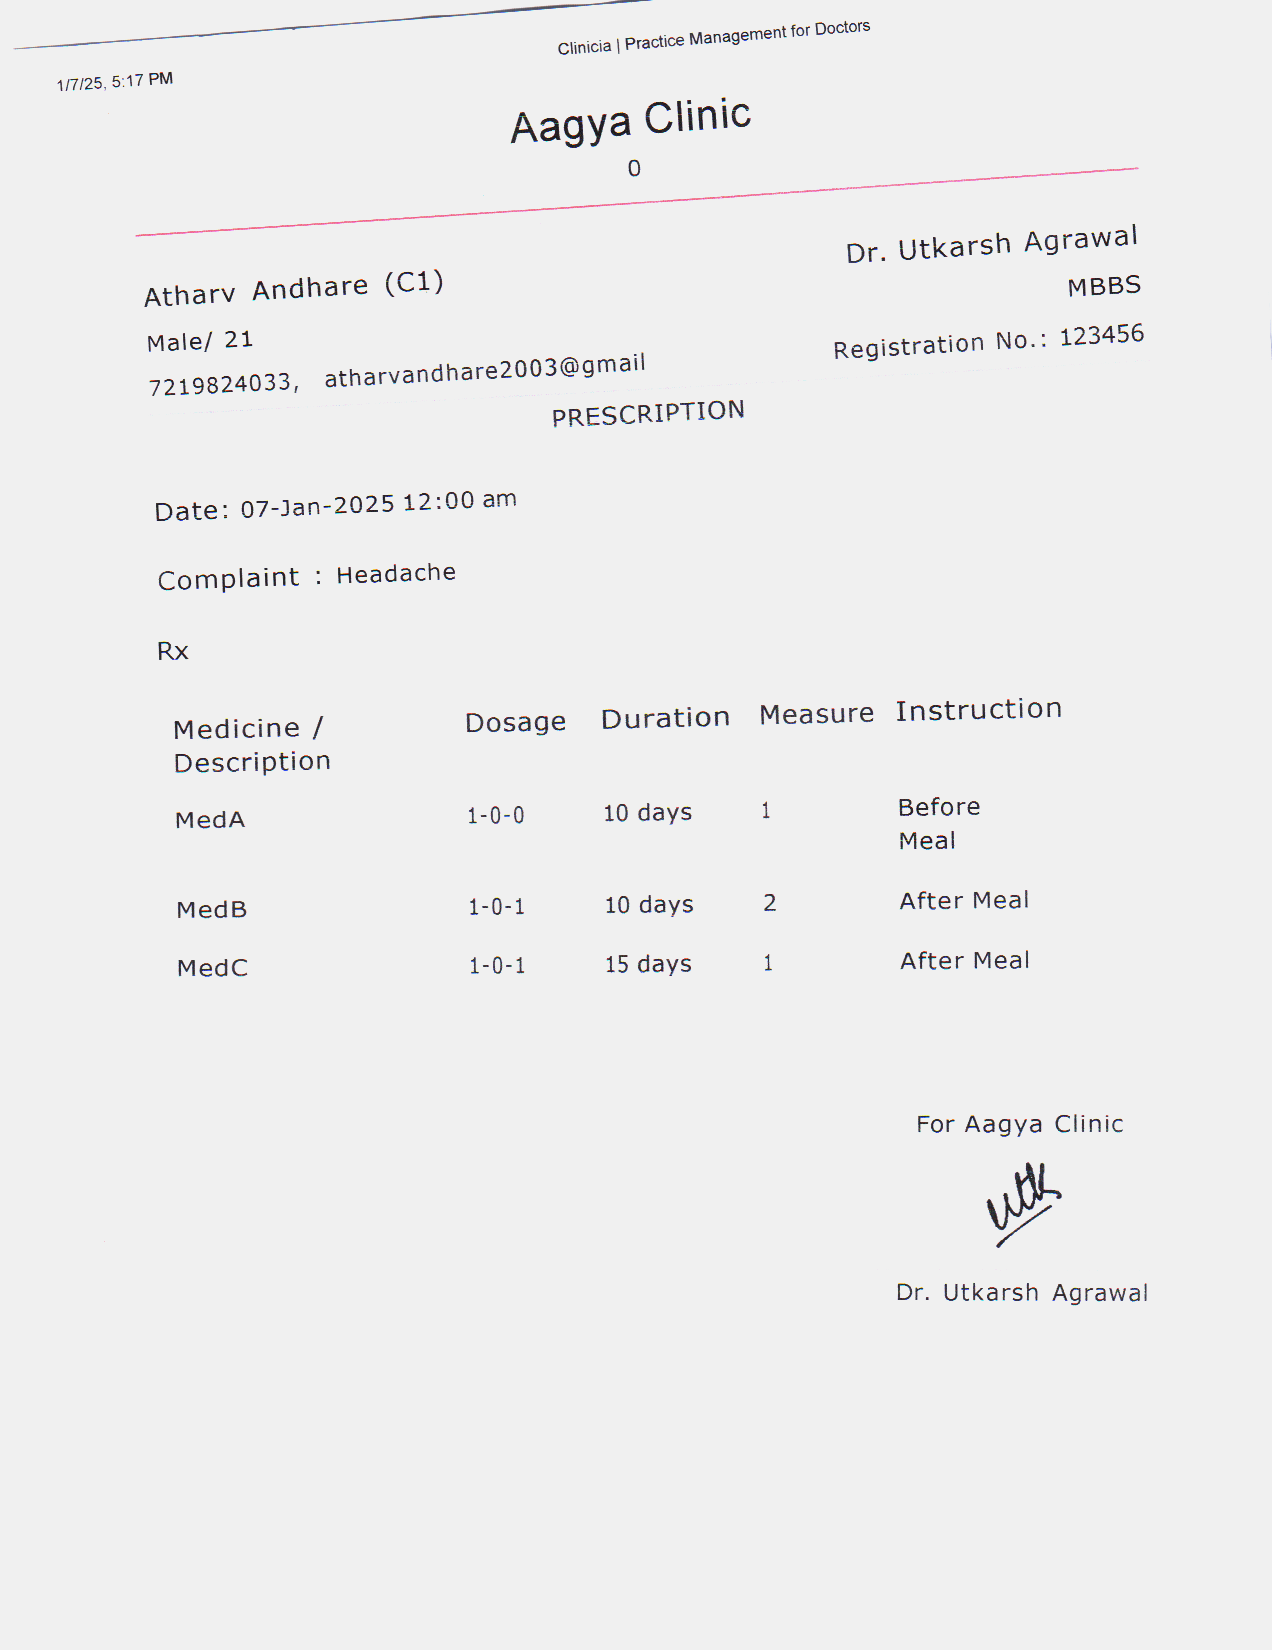 Clinicia | Practice Management for Doctors
1/7/25, 5:17 PM
Aagya Clinic
0
Dr. Utkarsh Agrawal
Atharv Andhare (C1)
MBBS
Male/ 21
Registration No.: 123456
7219824033, atharvandhare2003@gmail
PRESCRIPTION
Date: 07-Jan-2025 12:00 am
Complaint : Headache
Rx
Medicine / Dosage Duration Measure Instruction
Description
MedA 1-0-0 10 days 1 Before
Meal
MedB 1-0-1 10 days 2 After Meal
MedC 1-0-1 15 days 1 After Meal
For Aagya Clinic
utk
Dr. Utkarsh Agrawal